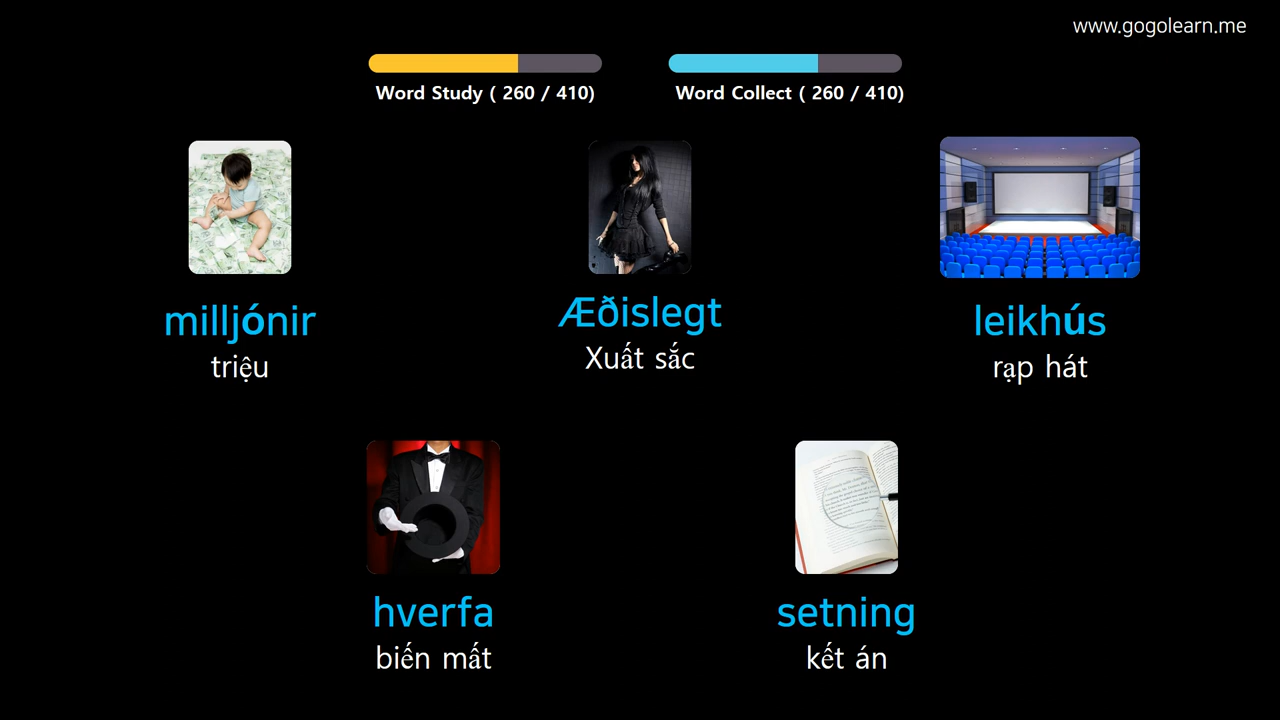 www.gogolearn.me
Word Study ( 260 / 410)
Word Collect ( 260 / 410)
milljónir
triệu
Æðislegt
Xuất sắc
leikhús
rạp hát
hverfa
biến mất
setning
kết án